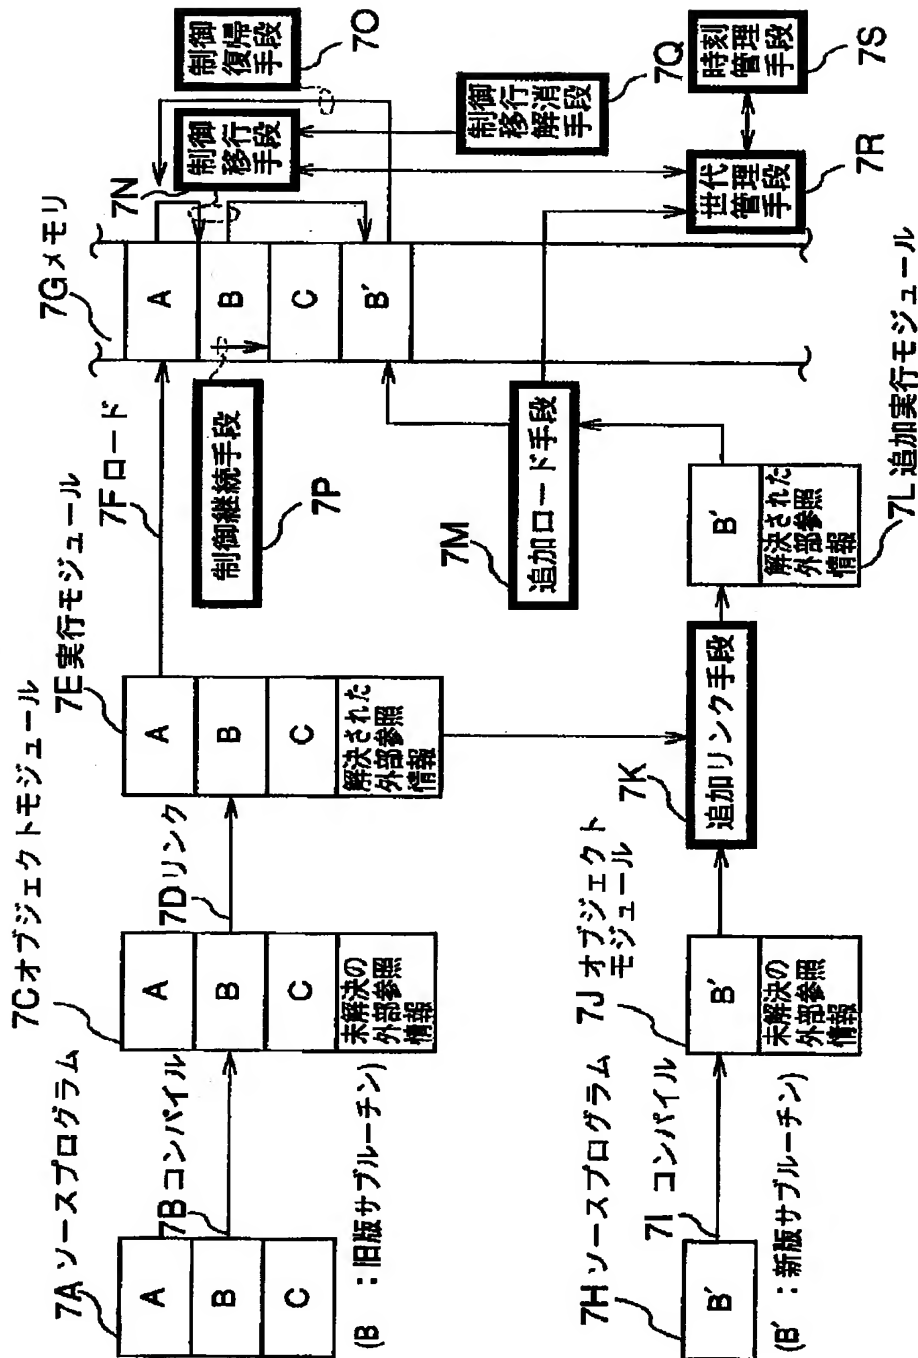 7A ソースプログラム
A
B
C
(B : 旧版サブルーチン)
7B コンパイル
7C オブジェクトモジュール
A
B
C
未解決の
外部参照
情報
7D リンク
7E 実行モジュール
A
B
C
解決された
外部参照
情報
7F ロード
7G メモリ
A
B
C
B′
制御継続手段
7P
7N
制御
移行
手段
制御
復帰
手段
7O
制御
移行
解消
手段
7Q
時刻
管理
手段
7S
世代
管理
手段
7R
7H ソースプログラム
B′
(B′ : 新版サブルーチン)
7I コンパイル
7J オブジェクト
モジュール
B′
未解決の
外部参照
情報
7K
追加リンク手段
B′
解決された
外部参照
情報
7L 追加実行モジュール
7M
追加ロード手段